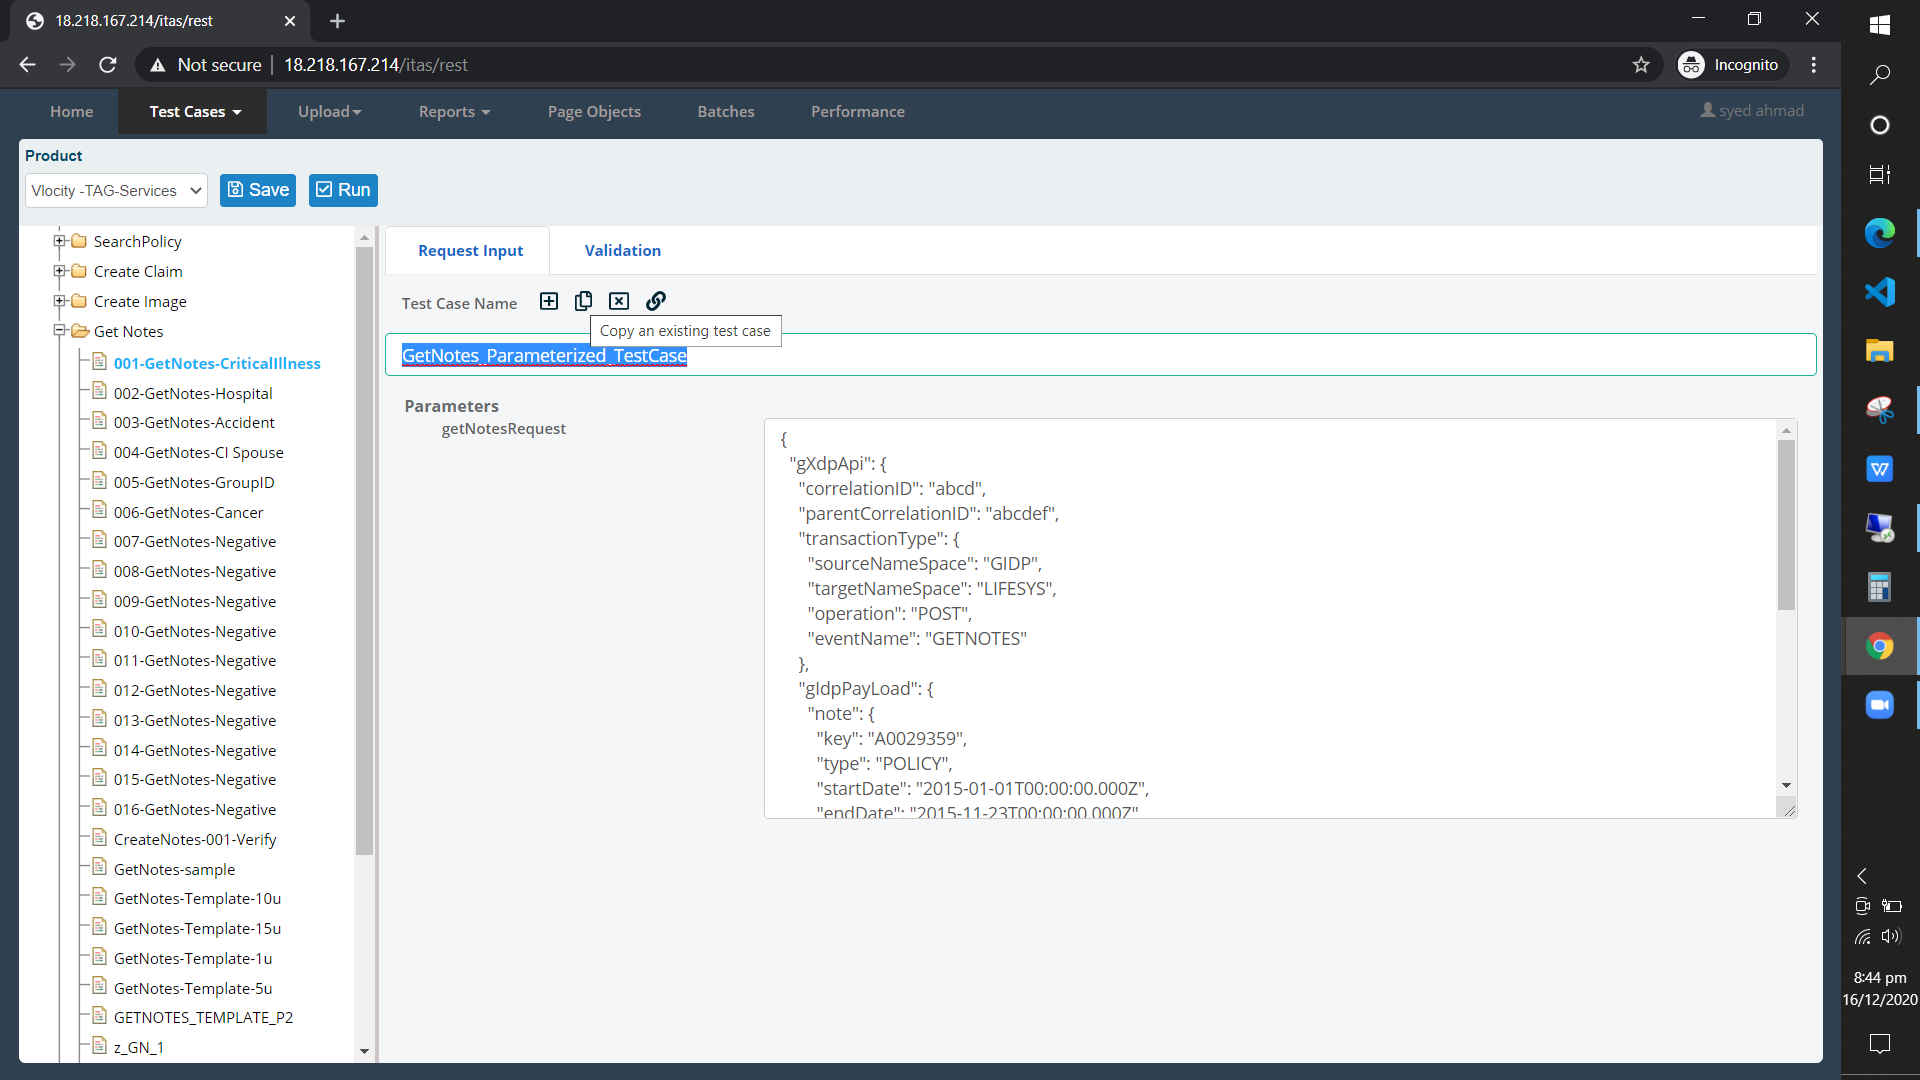 18.218.167.214/itas/rest
Not secure
18.218.167.214/itas/rest
Incognito
Home
Test Cases
Upload
Reports
Page Objects
Batches
Performance
syed ahmad
Product
Vlocity -TAG-Services
Save
Run
SearchPolicy
Create Claim
Create Image
Get Notes
001-GetNotes-CriticalIllness
002-GetNotes-Hospital
003-GetNotes-Accident
004-GetNotes-CI Spouse
005-GetNotes-GroupID
006-GetNotes-Cancer
007-GetNotes-Negative
008-GetNotes-Negative
009-GetNotes-Negative
010-GetNotes-Negative
011-GetNotes-Negative
012-GetNotes-Negative
013-GetNotes-Negative
014-GetNotes-Negative
015-GetNotes-Negative
016-GetNotes-Negative
CreateNotes-001-Verify
GetNotes-sample
GetNotes-Template-10u
GetNotes-Template-15u
GetNotes-Template-1u
GetNotes-Template-5u
GETNOTES_TEMPLATE_P2
z_GN_1
Request Input
Validation
Test Case Name
Copy an existing test case
GetNotes_Parameterized_TestCase
Parameters
getNotesRequest
{
"gXdpApi": {
"correlationID": "abcd",
"parentCorrelationID": "abcdef",
"transactionType": {
"sourceNameSpace": "GIDP",
"targetNameSpace": "LIFESYS",
"operation": "POST",
"eventName": "GETNOTES"
},
"gIdpPayLoad": {
"note": {
"key": "A0029359",
"type": "POLICY",
"startDate": "2015-01-01T00:00:00.000Z",
"endDate": "2015-11-23T00:00:00.000Z"
8:44 pm
16/12/2020